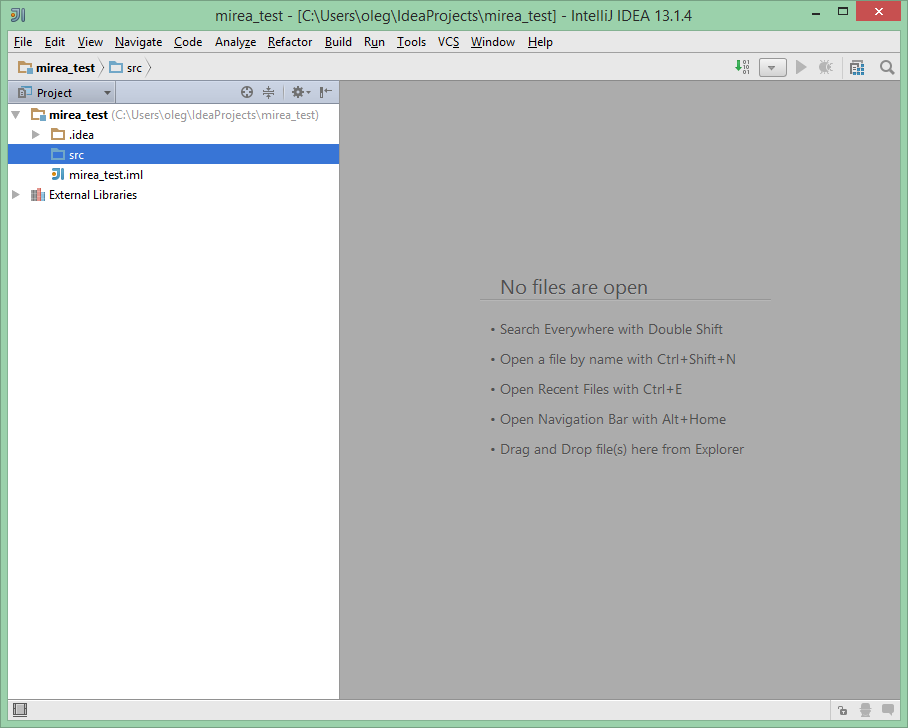 mirea_test - [C:\Users\oleg\IdeaProjects\mirea_test] - IntelliJ IDEA 13.1.4
File Edit View Navigate Code Analyze Refactor Build Run Tools VCS Window Help
mirea_test src
Project
mirea_test (C:\Users\oleg\IdeaProjects\mirea_test)
.idea
src
mirea_test.iml
External Libraries
No files are open
• Search Everywhere with Double Shift
• Open a file by name with Ctrl+Shift+N
• Open Recent Files with Ctrl+E
• Open Navigation Bar with Alt+Home
• Drag and Drop file(s) here from Explorer